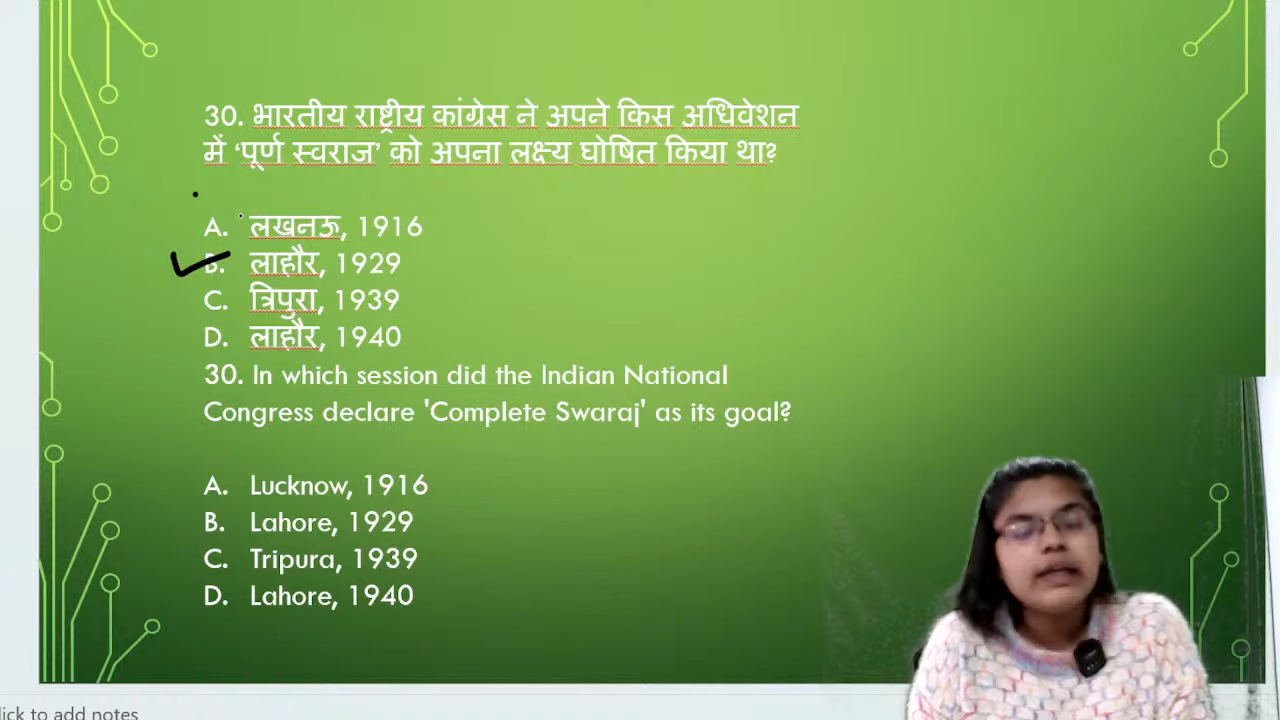 30. भारतीय राष्ट्रीय कांग्रेस ने अपने किस अधिवेशन
में ‘पूर्ण स्वराज’ को अपना लक्ष्य घोषित किया था?
A. लखनऊ, 1916
B. लाहौर, 1929
C. त्रिपुरा, 1939
D. लाहौर, 1940
30. In which session did the Indian National
Congress declare 'Complete Swaraj' as its goal?
A. Lucknow, 1916
B. Lahore, 1929
C. Tripura, 1939
D. Lahore, 1940
lick to add notes